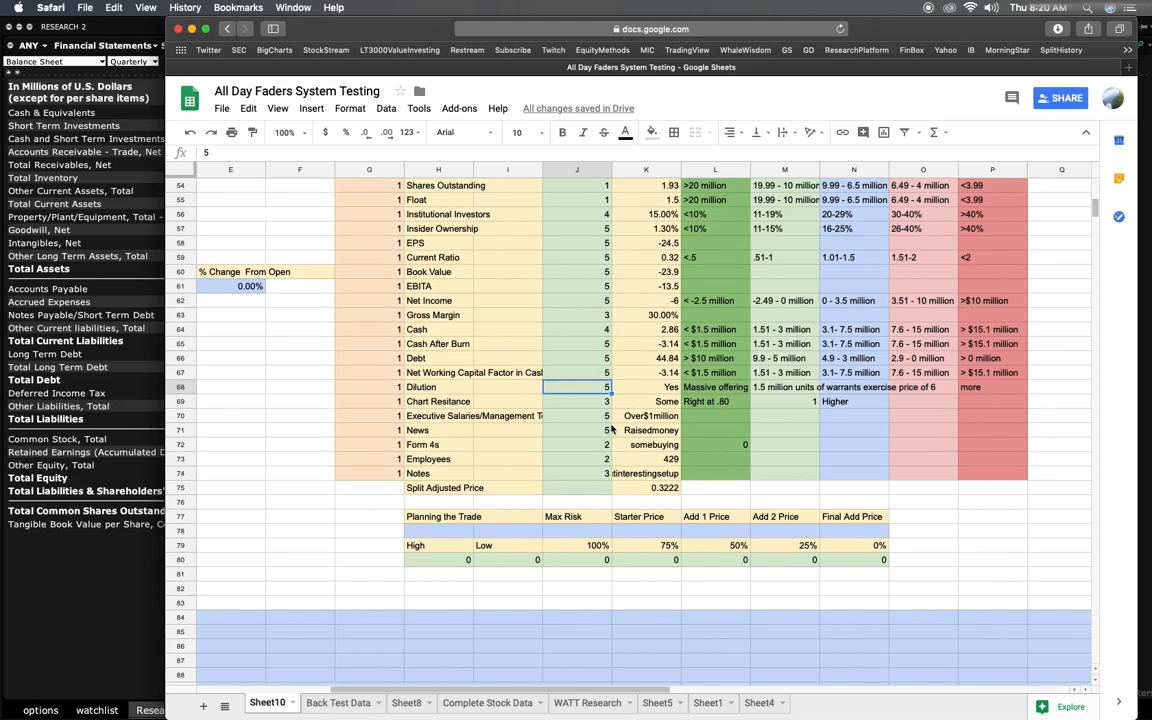 Safari File Edit View History Bookmarks Window Help Thu 8:20 AM
RESEARCH 2
ANY Financial Statements
Balance Sheet Quarterly
In Millions of U.S. Dollars
(except for per share items)
Cash & Equivalents
Short Term Investments
Cash and Short Term Investments
Accounts Receivable - Trade, Net
Total Receivables, Net
Total Inventory
Other Current Assets, Total
Total Current Assets
Property/Plant/Equipment, Total -
Goodwill, Net
Intangibles, Net
Other Long Term Assets, Total
Total Assets
Accounts Payable
Accrued Expenses
Notes Payable/Short Term Debt
Other Current liabilities, Total
Total Current Liabilities
Long Term Debt
Total Long Term Debt
Total Debt
Deferred Income Tax
Other Liabilities, Total
Total Liabilities
Common Stock, Total
Retained Earnings (Accumulated D
Other Equity, Total
Total Equity
Total Liabilities & Shareholders'
Total Common Shares Outstand
Tangible Book Value per Share, C
options watchlist Resea
docs.google.com
Twitter SEC BigCharts StockStream LT3000ValueInvesting Restream Subscribe Twitch EquityMethods MIC TradingView WhaleWisdom GS GD ResearchPlatform FinBox Yahoo IB MorningStar SplitHistory
All Day Faders System Testing - Google Sheets
All Day Faders System Testing
File Edit View Insert Format Data Tools Add-ons Help All changes saved in Drive
SHARE
100% $ % .0 .00 123 Arial 10
fx 5
E F G H I J K L M N O P Q
54 1 Shares Outstanding 1 1.93 >20 million 19.99 - 10 million 9.99 - 6.5 million 6.49 - 4 million <3.99
55 1 Float 1 1.5 >20 million 19.99 - 10 million 9.99 - 6.5 million 6.49 - 4 million <3.99
56 1 Institutional Investors 4 15.00% <10% 11-19% 20-29% 30-40% >40%
57 1 Insider Ownership 5 1.30% <10% 11-15% 16-25% 26-40% >40%
58 1 EPS 5 -24.5
59 1 Current Ratio 5 0.32 <.5 .51-1 1.01-1.5 1.51-2 <2
60 % Change From Open 1 Book Value 5 -23.9
61 0.00% 1 EBITA 5 -13.5
62 1 Net Income 5 -6 < -2.5 million -2.49 - 0 million 0 - 3.5 million 3.51 - 10 million >$10 million
63 1 Gross Margin 3 30.00%
64 1 Cash 4 2.86 < $1.5 million 1.51 - 3 million 3.1- 7.5 million 7.6 - 15 million > $15.1 million
65 1 Cash After Burn 5 -3.14 < $1.5 million 1.51 - 3 million 3.1- 7.5 million 7.6 - 15 million > $15.1 million
66 1 Debt 5 44.84 > $10 million 9.9 - 5 million 4.9 - 3 million 2.9 - 0 million > 0 million
67 1 Net Working Capital Factor in Cash 5 -3.14 < $1.5 million 1.51 - 3 million 3.1- 7.5 million 7.6 - 15 million > $15.1 million
68 1 Dilution 5 Yes Massive offering 1.5 million units of warrants exercise price of 6 more
69 1 Chart Resitance 3 Some Right at .80 1 Higher
70 1 Executive Salaries/Management T 5 Over$1million
71 1 News 5 Raisedmoney
72 1 Form 4s 2 somebuying 0
73 1 Employees 2 429
74 1 Notes 3 tinterestingsetup
75 Split Adjusted Price 0.3222
76
77 Planning the Trade Max Risk Starter Price Add 1 Price Add 2 Price Final Add Price
78
79 High Low 100% 75% 50% 25% 0%
80 0 0 0 0 0 0 0
81
82
83
84
85
86
87
88
Sheet10 Back Test Data Sheet8 Complete Stock Data WATT Research Sheet5 Sheet1 Sheet4 Explore